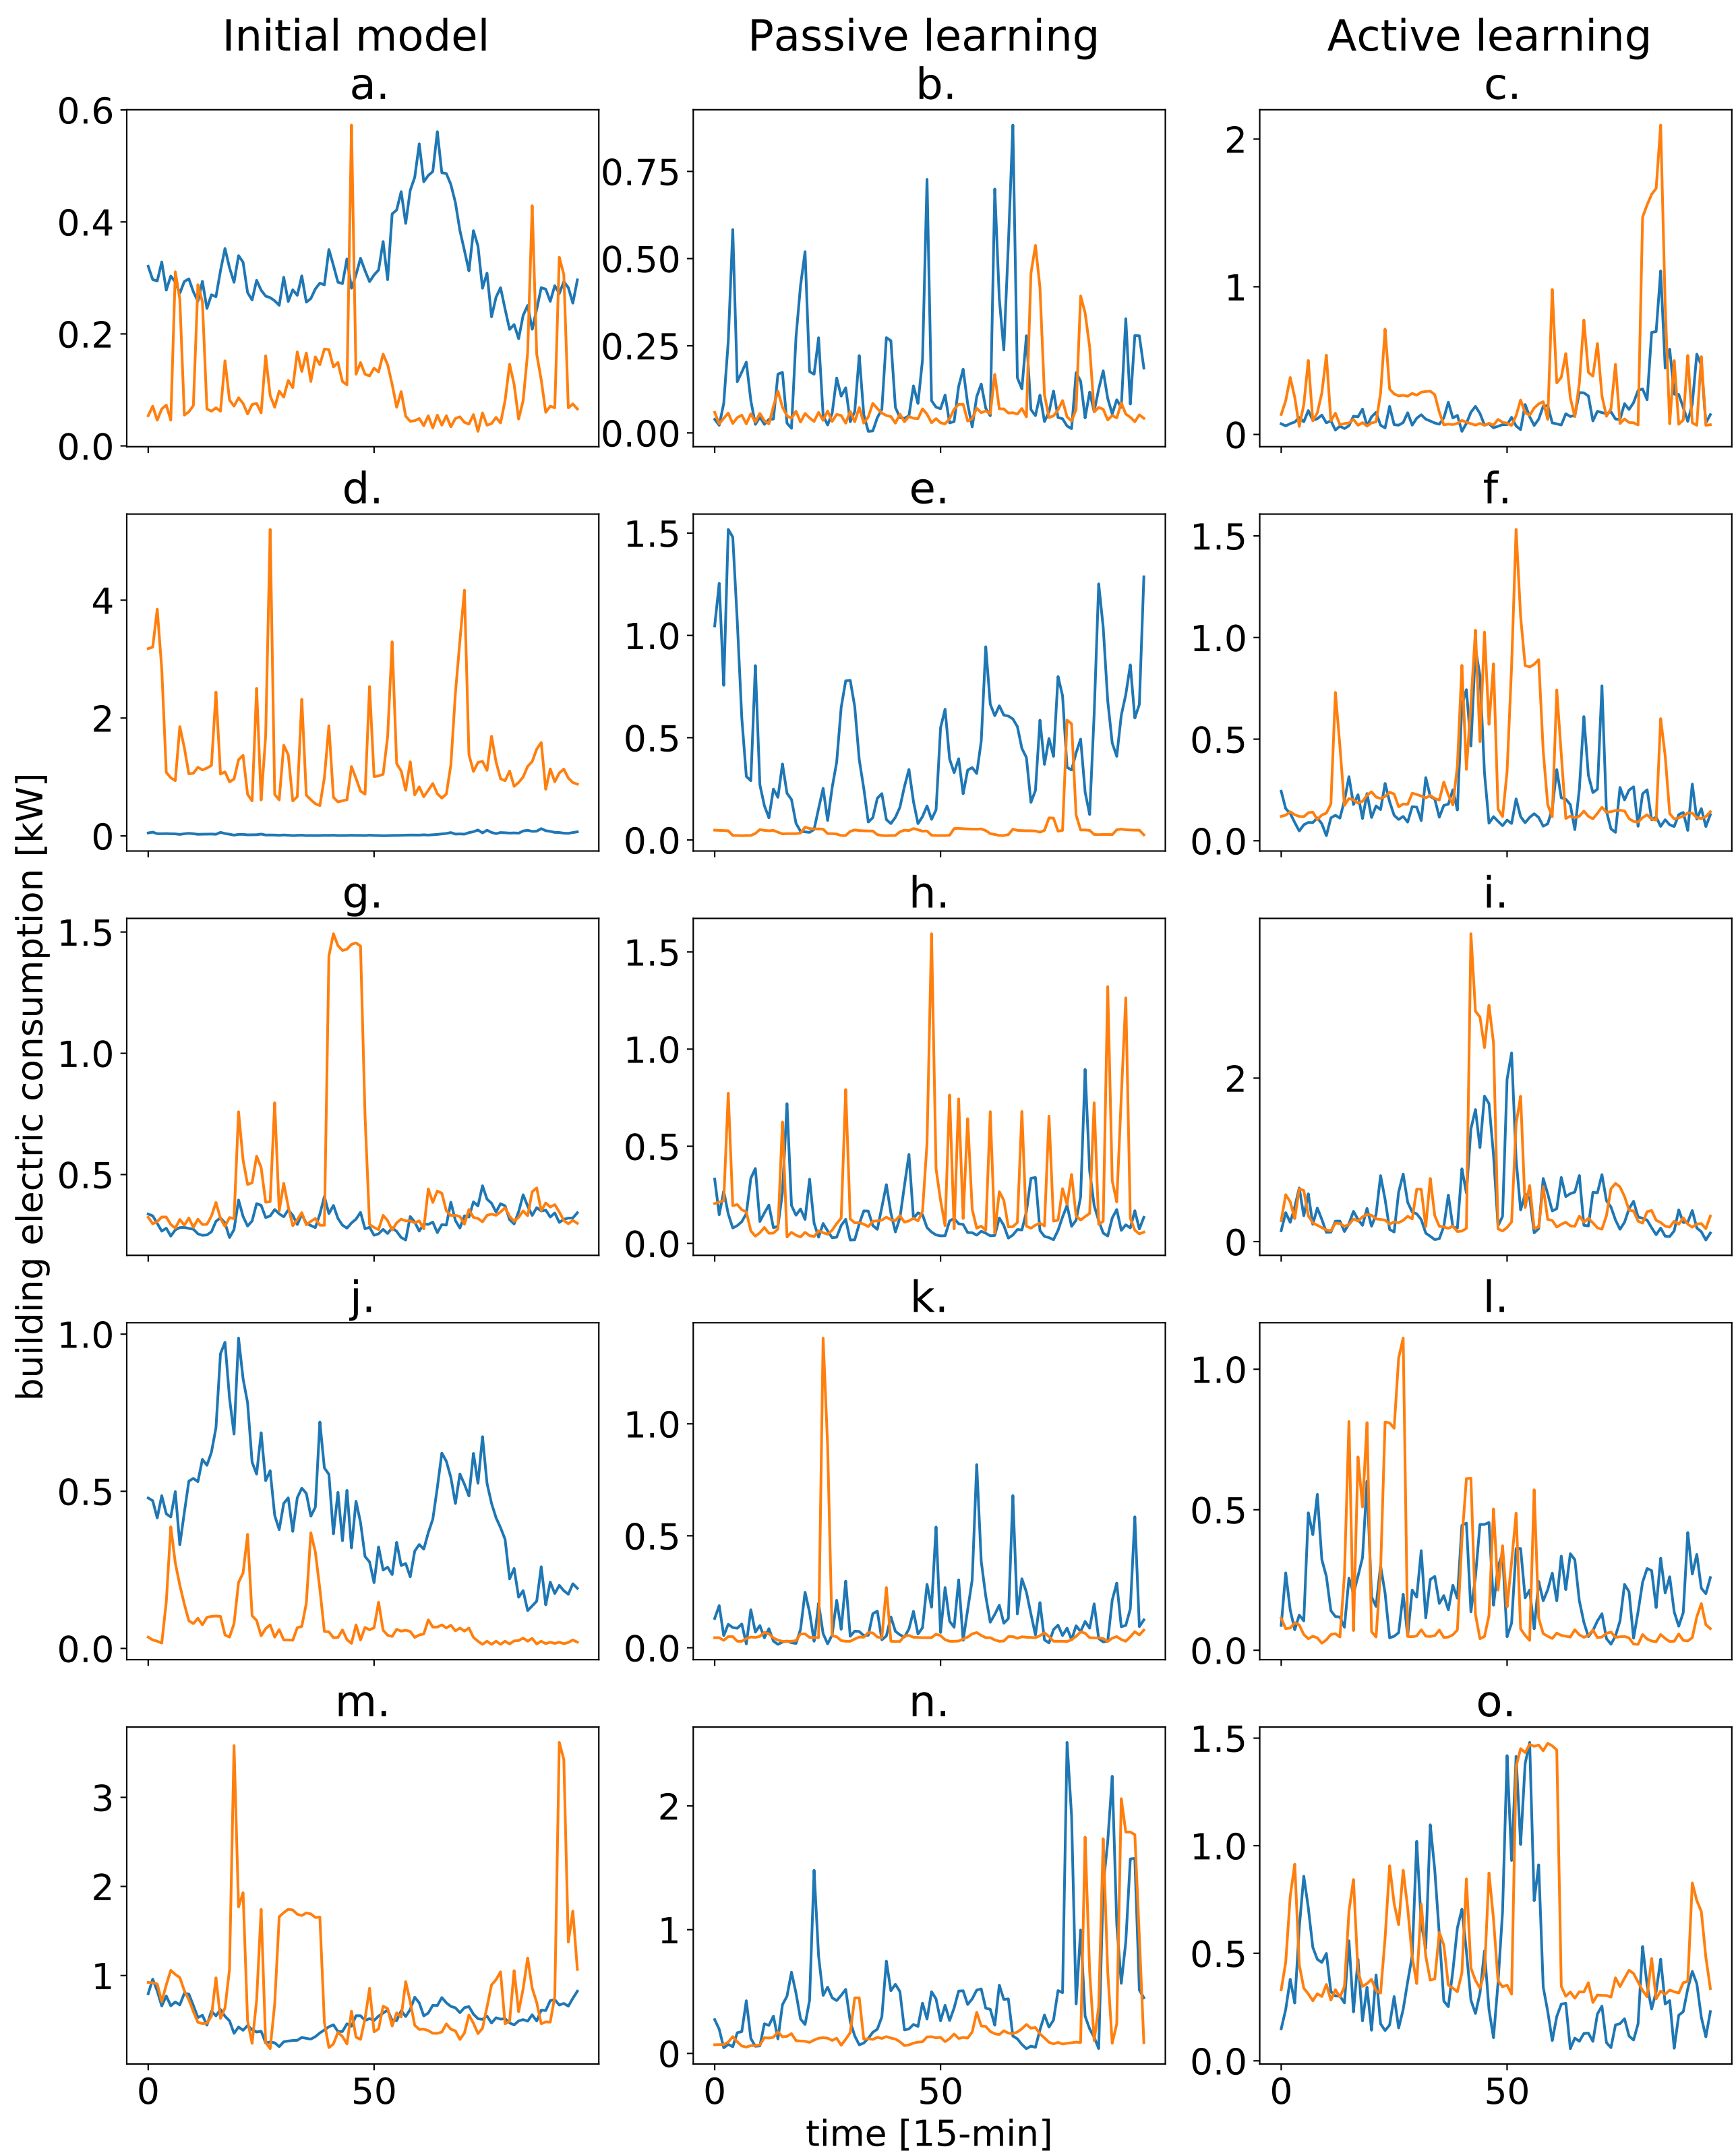 Initial model
Passive learning
Active learning
a.
b.
c.
0.6
0.4
0.2
0.0
0.75
0.50
0.25
0.00
2
1
0
d.
e.
f.
4
2
0
1.5
1.0
0.5
0.0
1.5
1.0
0.5
0.0
g.
h.
i.
1.5
1.0
0.5
1.5
1.0
0.5
0.0
2
0
j.
k.
l.
1.0
0.5
0.0
1.0
0.5
0.0
1.0
0.5
0.0
m.
n.
o.
3
2
1
2
1
0
1.5
1.0
0.5
0.0
0 50
0 50
0 50
building electric consumption [kW]
time [15-min]